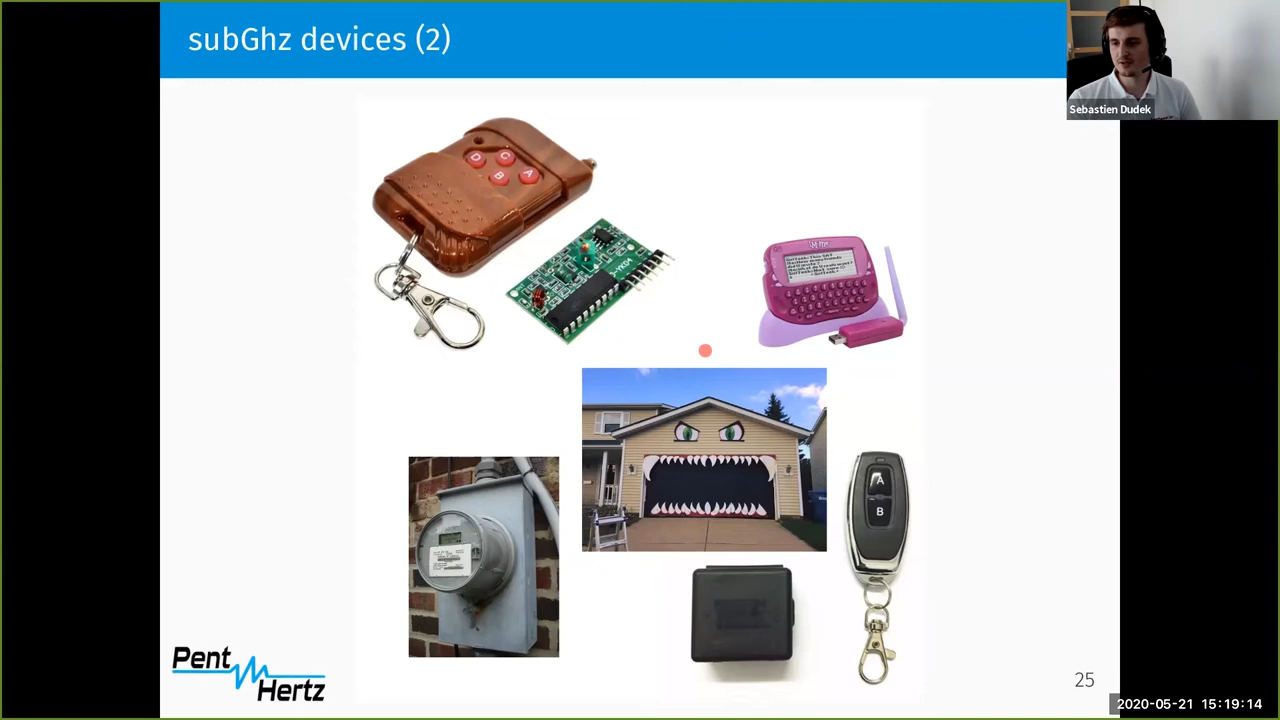 subGhz devices (2)
Sebastien Dudek
D
C
B
A
A
B
Pent
Hertz
25
2020-05-21 15:19:14